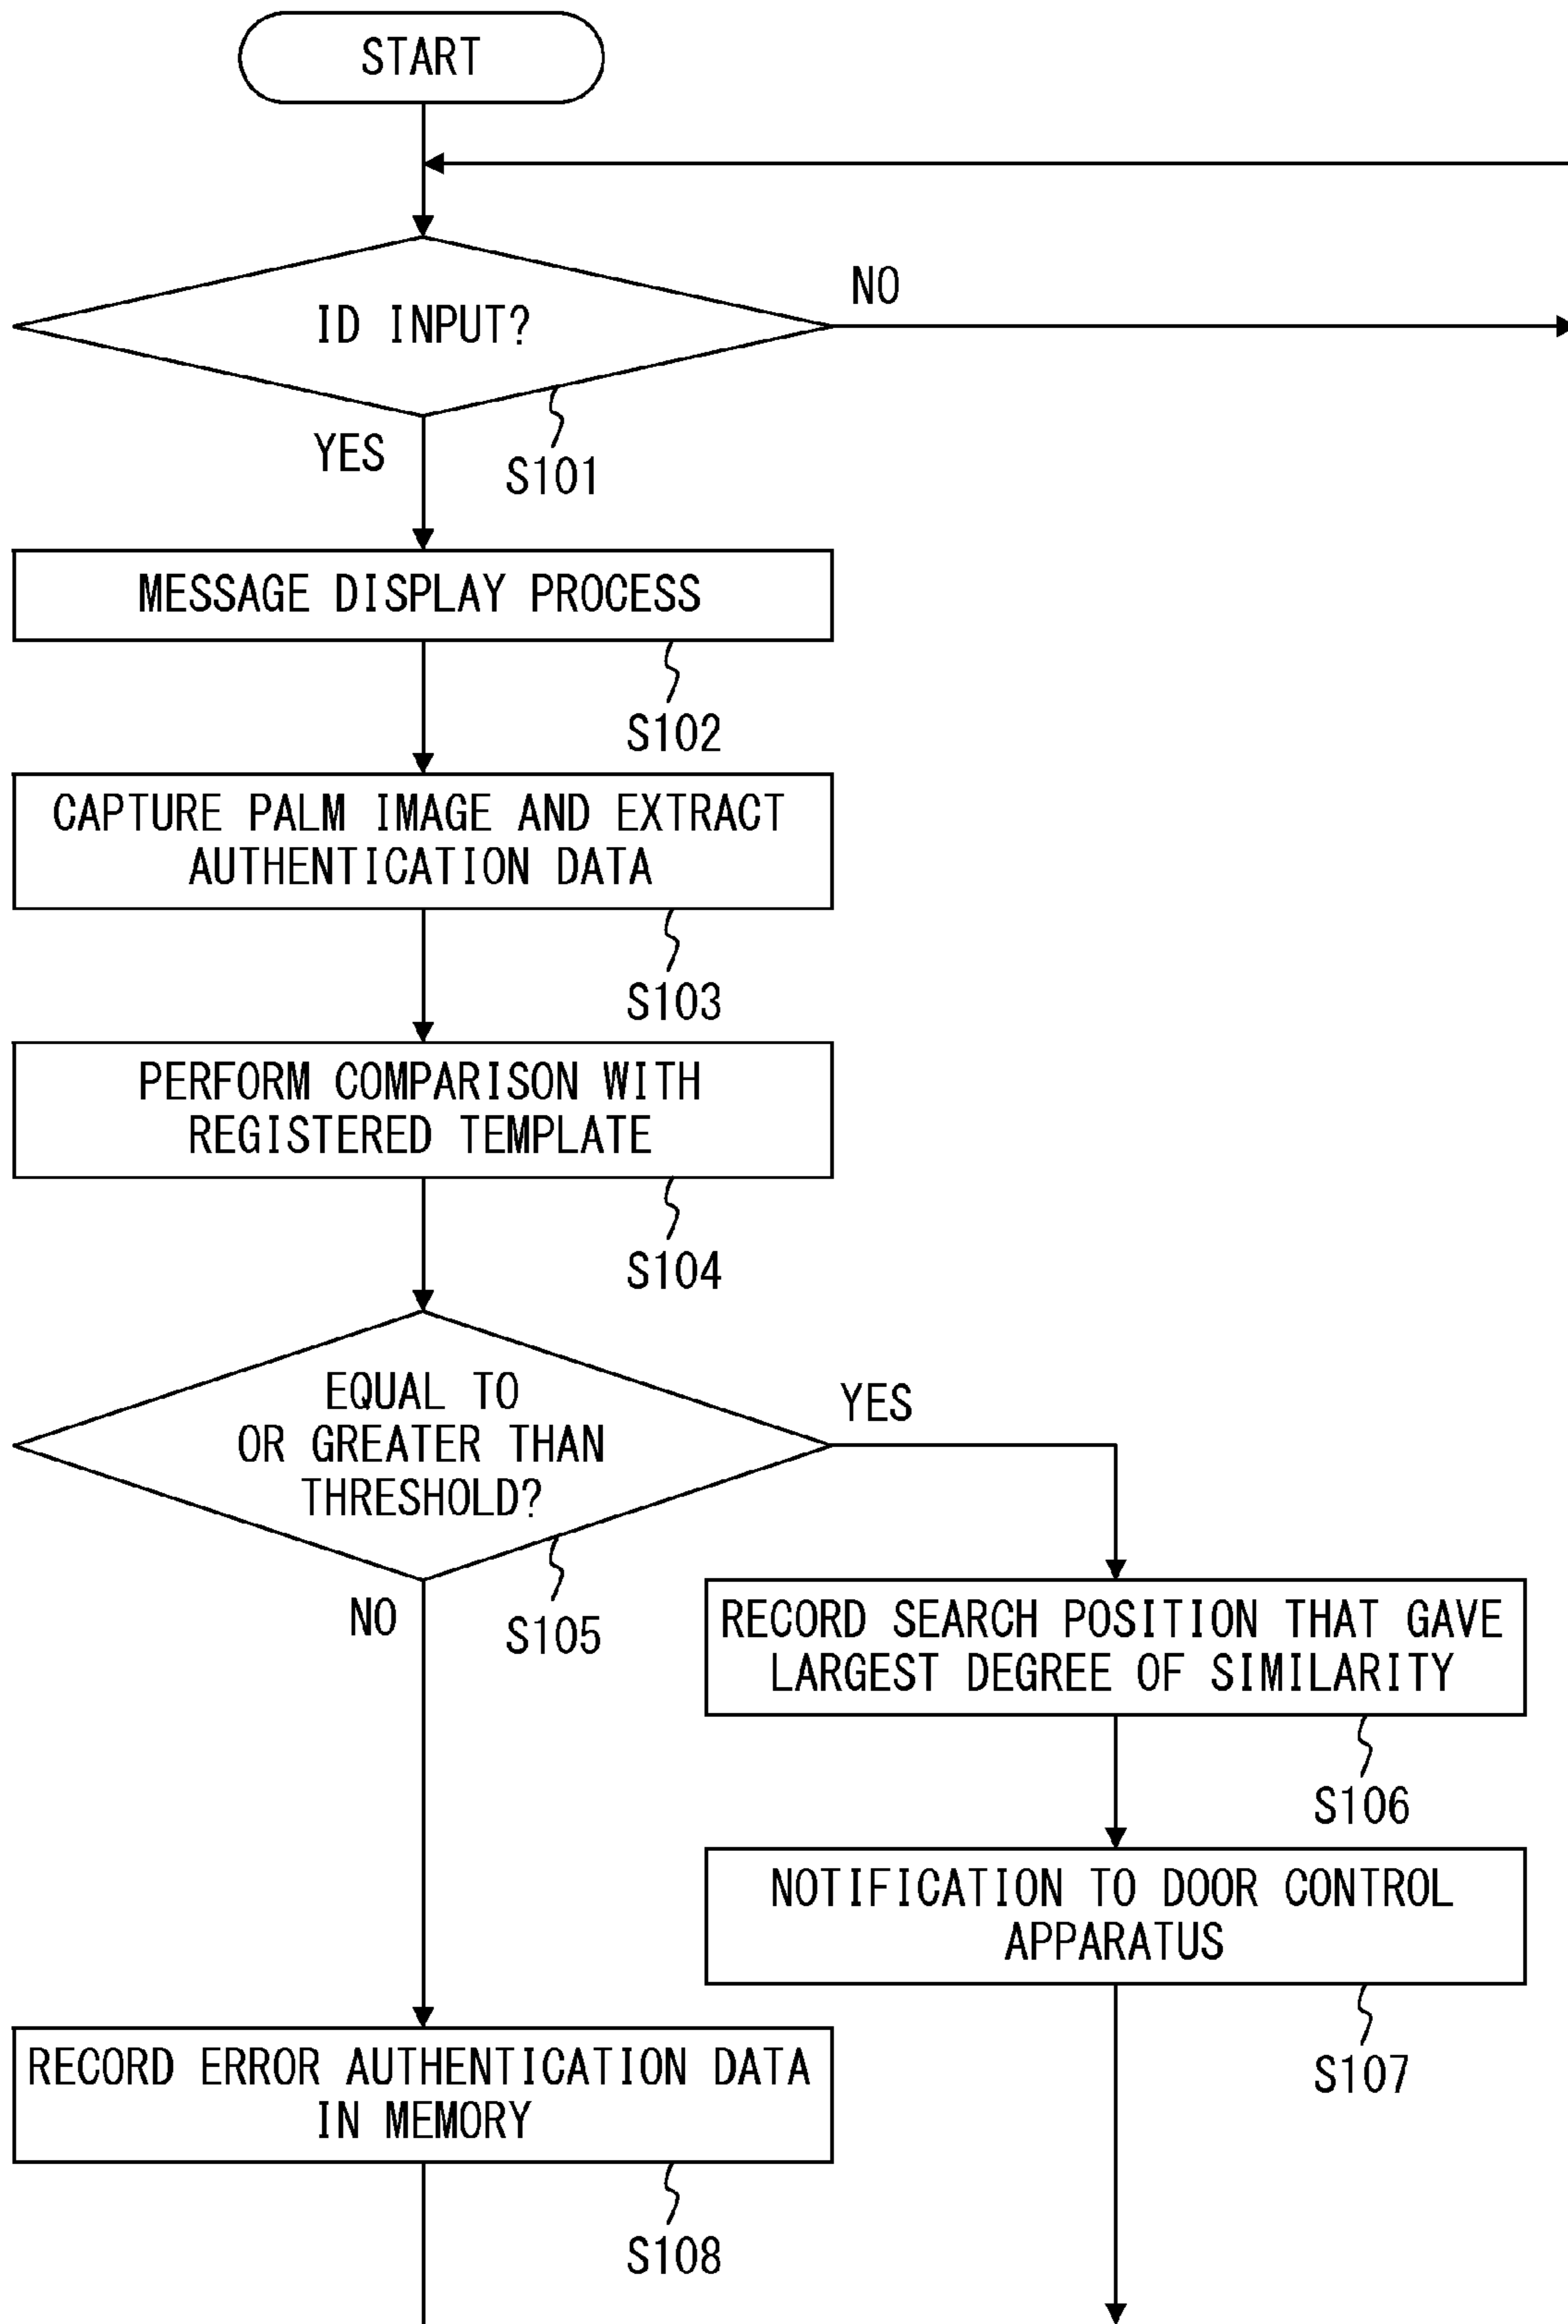 START
ID INPUT?
NO
YES
S101
MESSAGE DISPLAY PROCESS
S102
CAPTURE PALM IMAGE AND EXTRACT
AUTHENTICATION DATA
S103
PERFORM COMPARISON WITH
REGISTERED TEMPLATE
S104
EQUAL TO
OR GREATER THAN
THRESHOLD?
YES
NO
S105
RECORD SEARCH POSITION THAT GAVE
LARGEST DEGREE OF SIMILARITY
S106
NOTIFICATION TO DOOR CONTROL
APPARATUS
S107
RECORD ERROR AUTHENTICATION DATA
IN MEMORY
S108